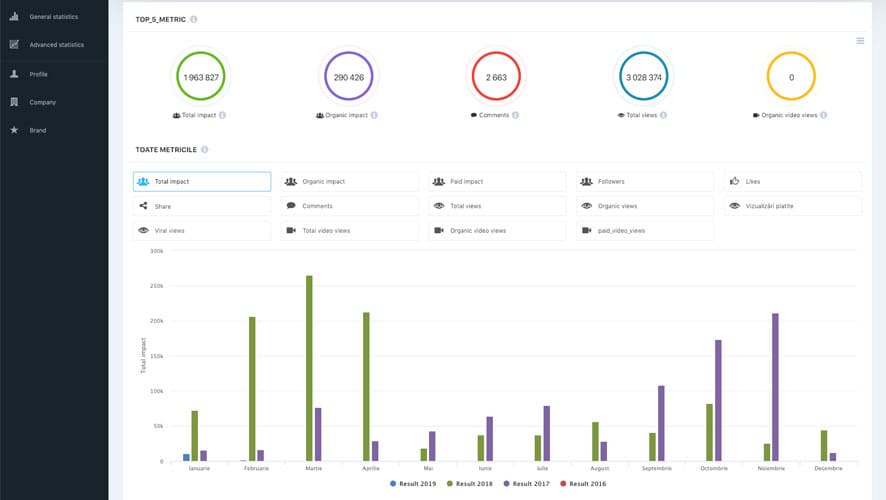 General statistics
Advanced statistics
Profile
Company
Brand
TOP_5_METRIC
1 963 827
290 426
2 663
3 028 374
0
Total impact
Organic impact
Comments
Total views
Organic video views
TOATE METRICILE
Total impact
Organic impact
Paid impact
Followers
Likes
Share
Comments
Total views
Organic views
Vizualizări platite
Viral views
Total video views
Organic video views
paid_video_views
300k
250k
200k
150k
100k
50k
0
Total impact
Ianuarie Februarie Martie Aprilie Mai Iunie Iulie August Septembrie Octombrie Noiembrie Decembrie
Result 2019 Result 2018 Result 2017 Result 2016